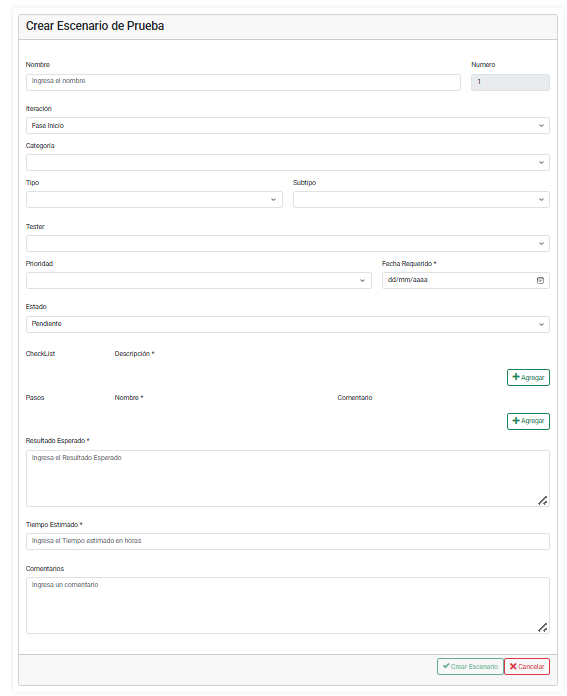 Crear Escenario de Prueba
Nombre Numero
Ingresa el nombre 1
Iteración
Fase Inicio
Categoría
Tipo Subtipo
Tester
Prioridad Fecha Requerido *
dd/mm/aaaa
Estado
Pendiente
CheckList Descripción *
Agregar
Pasos Nombre * Comentario
Agregar
Resultado Esperado *
Ingresa el Resultado Esperado
Tiempo Estimado *
Ingresa el Tiempo estimado en horas
Comentarios
Ingresa un comentario
Crear Escenario Cancelar